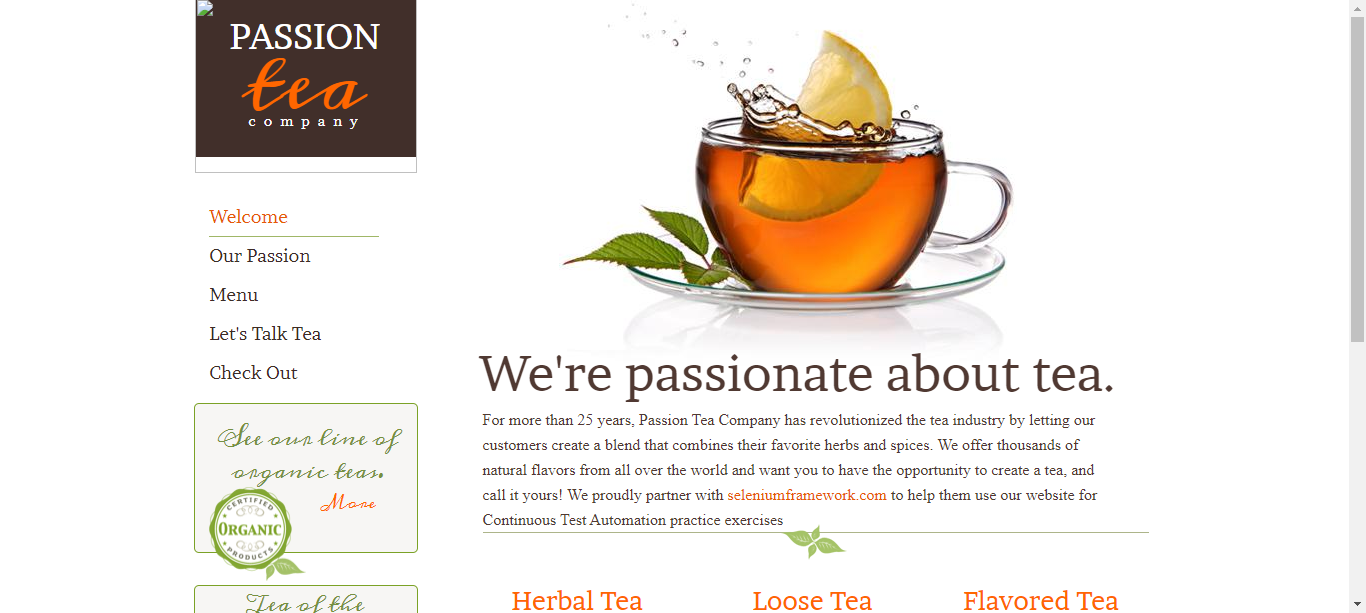 PASSION
tea
company
Welcome
Our Passion
Menu
Let's Talk Tea
Check Out
See our line of
organic teas.
More
CERTIFIED
ORGANIC
PRODUCTS
Tea of the
We're passionate about tea.
For more than 25 years, Passion Tea Company has revolutionized the tea industry by letting our
customers create a blend that combines their favorite herbs and spices. We offer thousands of
natural flavors from all over the world and want you to have the opportunity to create a tea, and
call it yours! We proudly partner with seleniumframework.com to help them use our website for
Continuous Test Automation practice exercises
Herbal Tea
Loose Tea
Flavored Tea